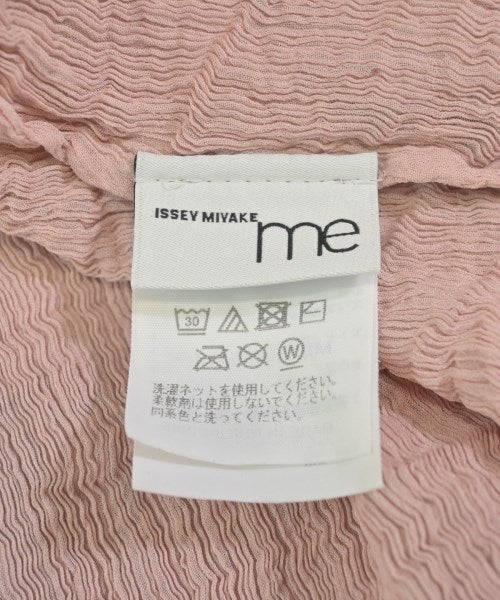 ISSEY MIYAKE me
30
W
洗濯ネットを使用してください。
柔軟剤は使用しないでください。
同系色と洗ってください。